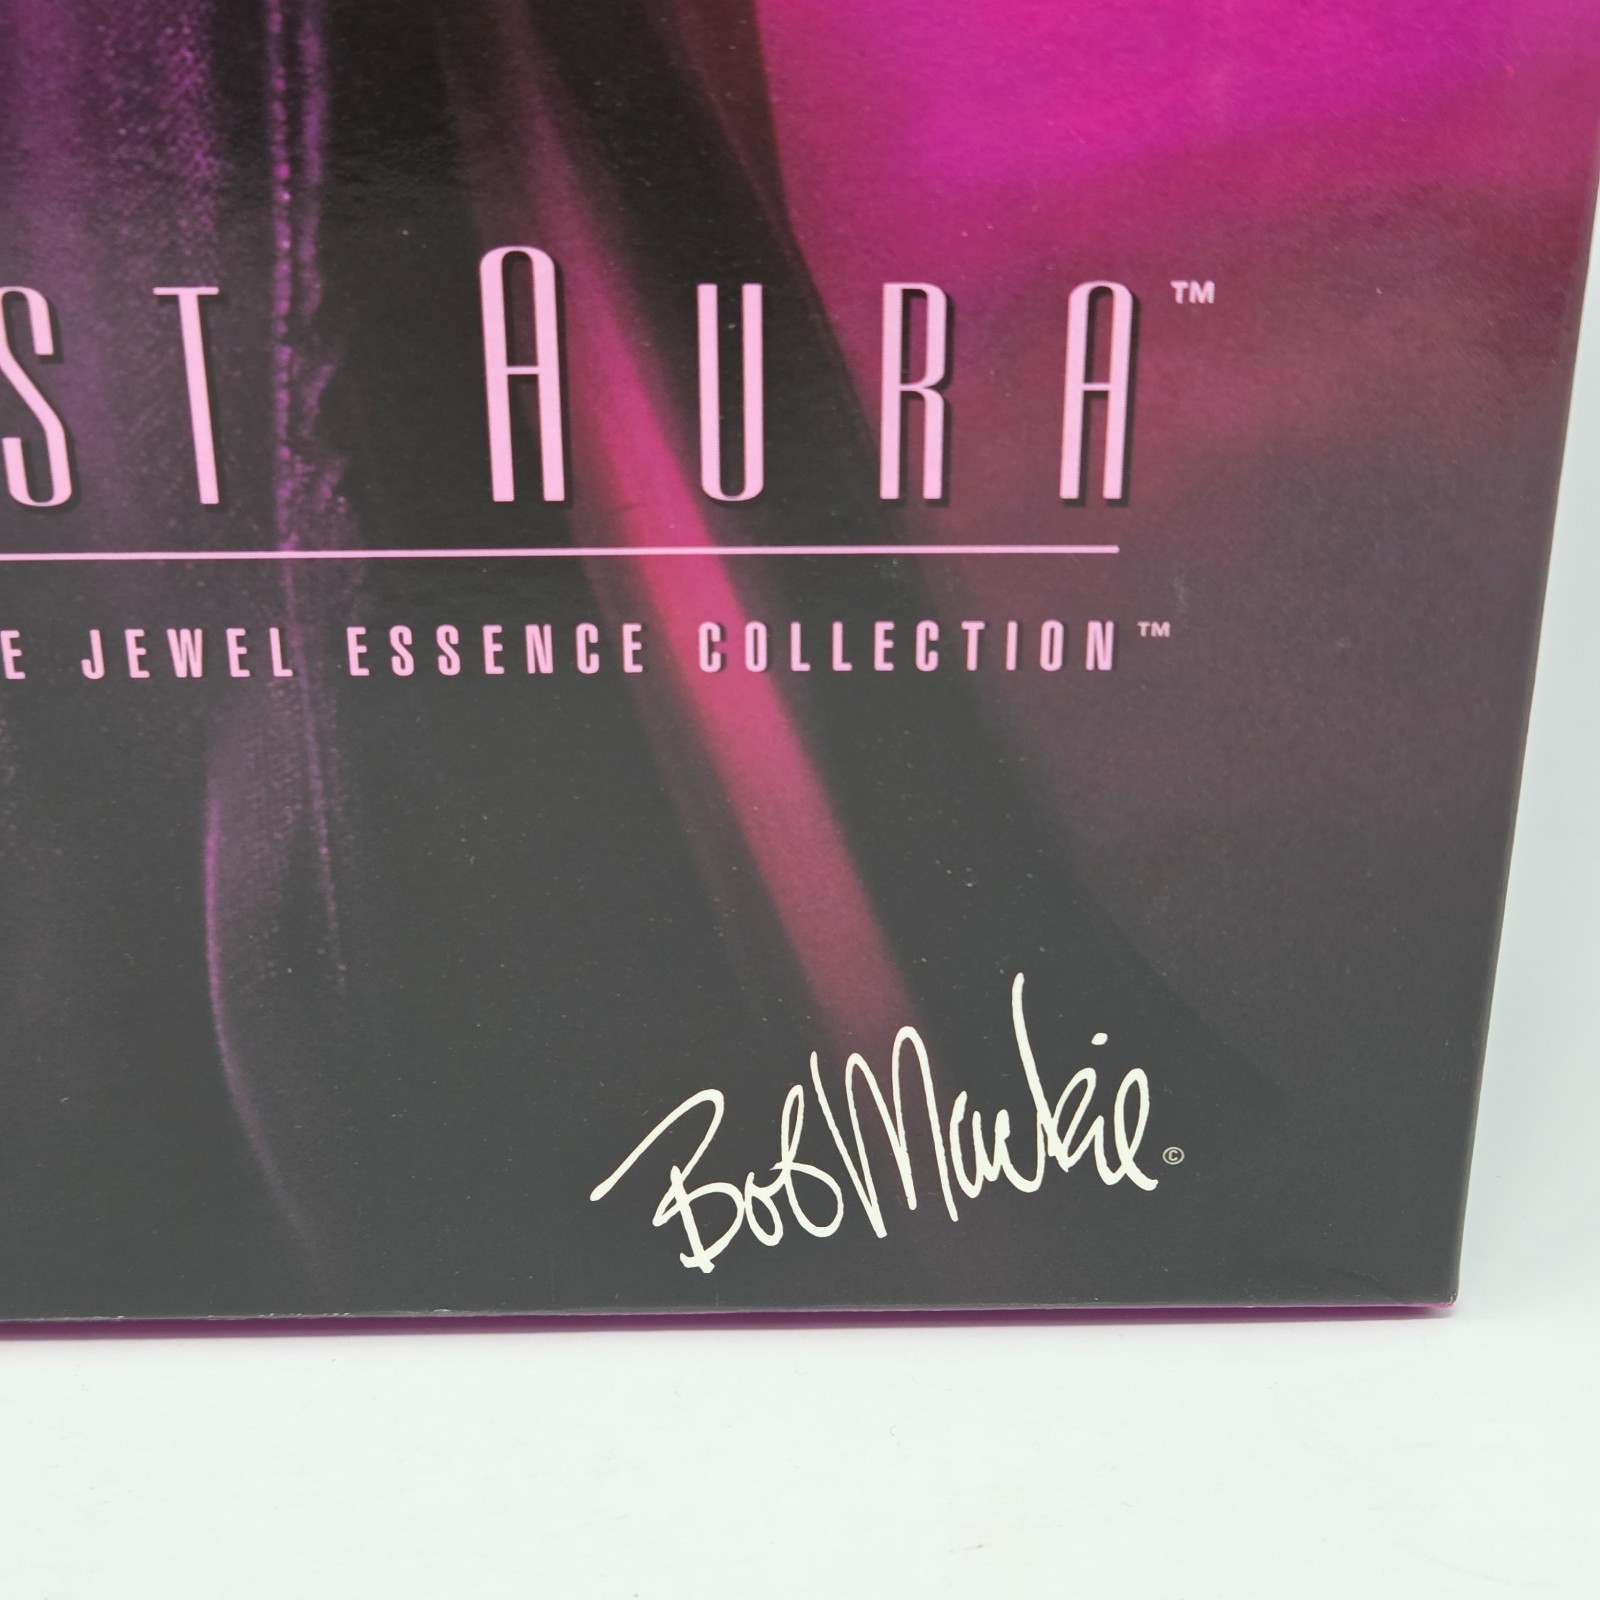 ST AURA™
E JEWEL ESSENCE COLLECTION™
Bob Mackie©